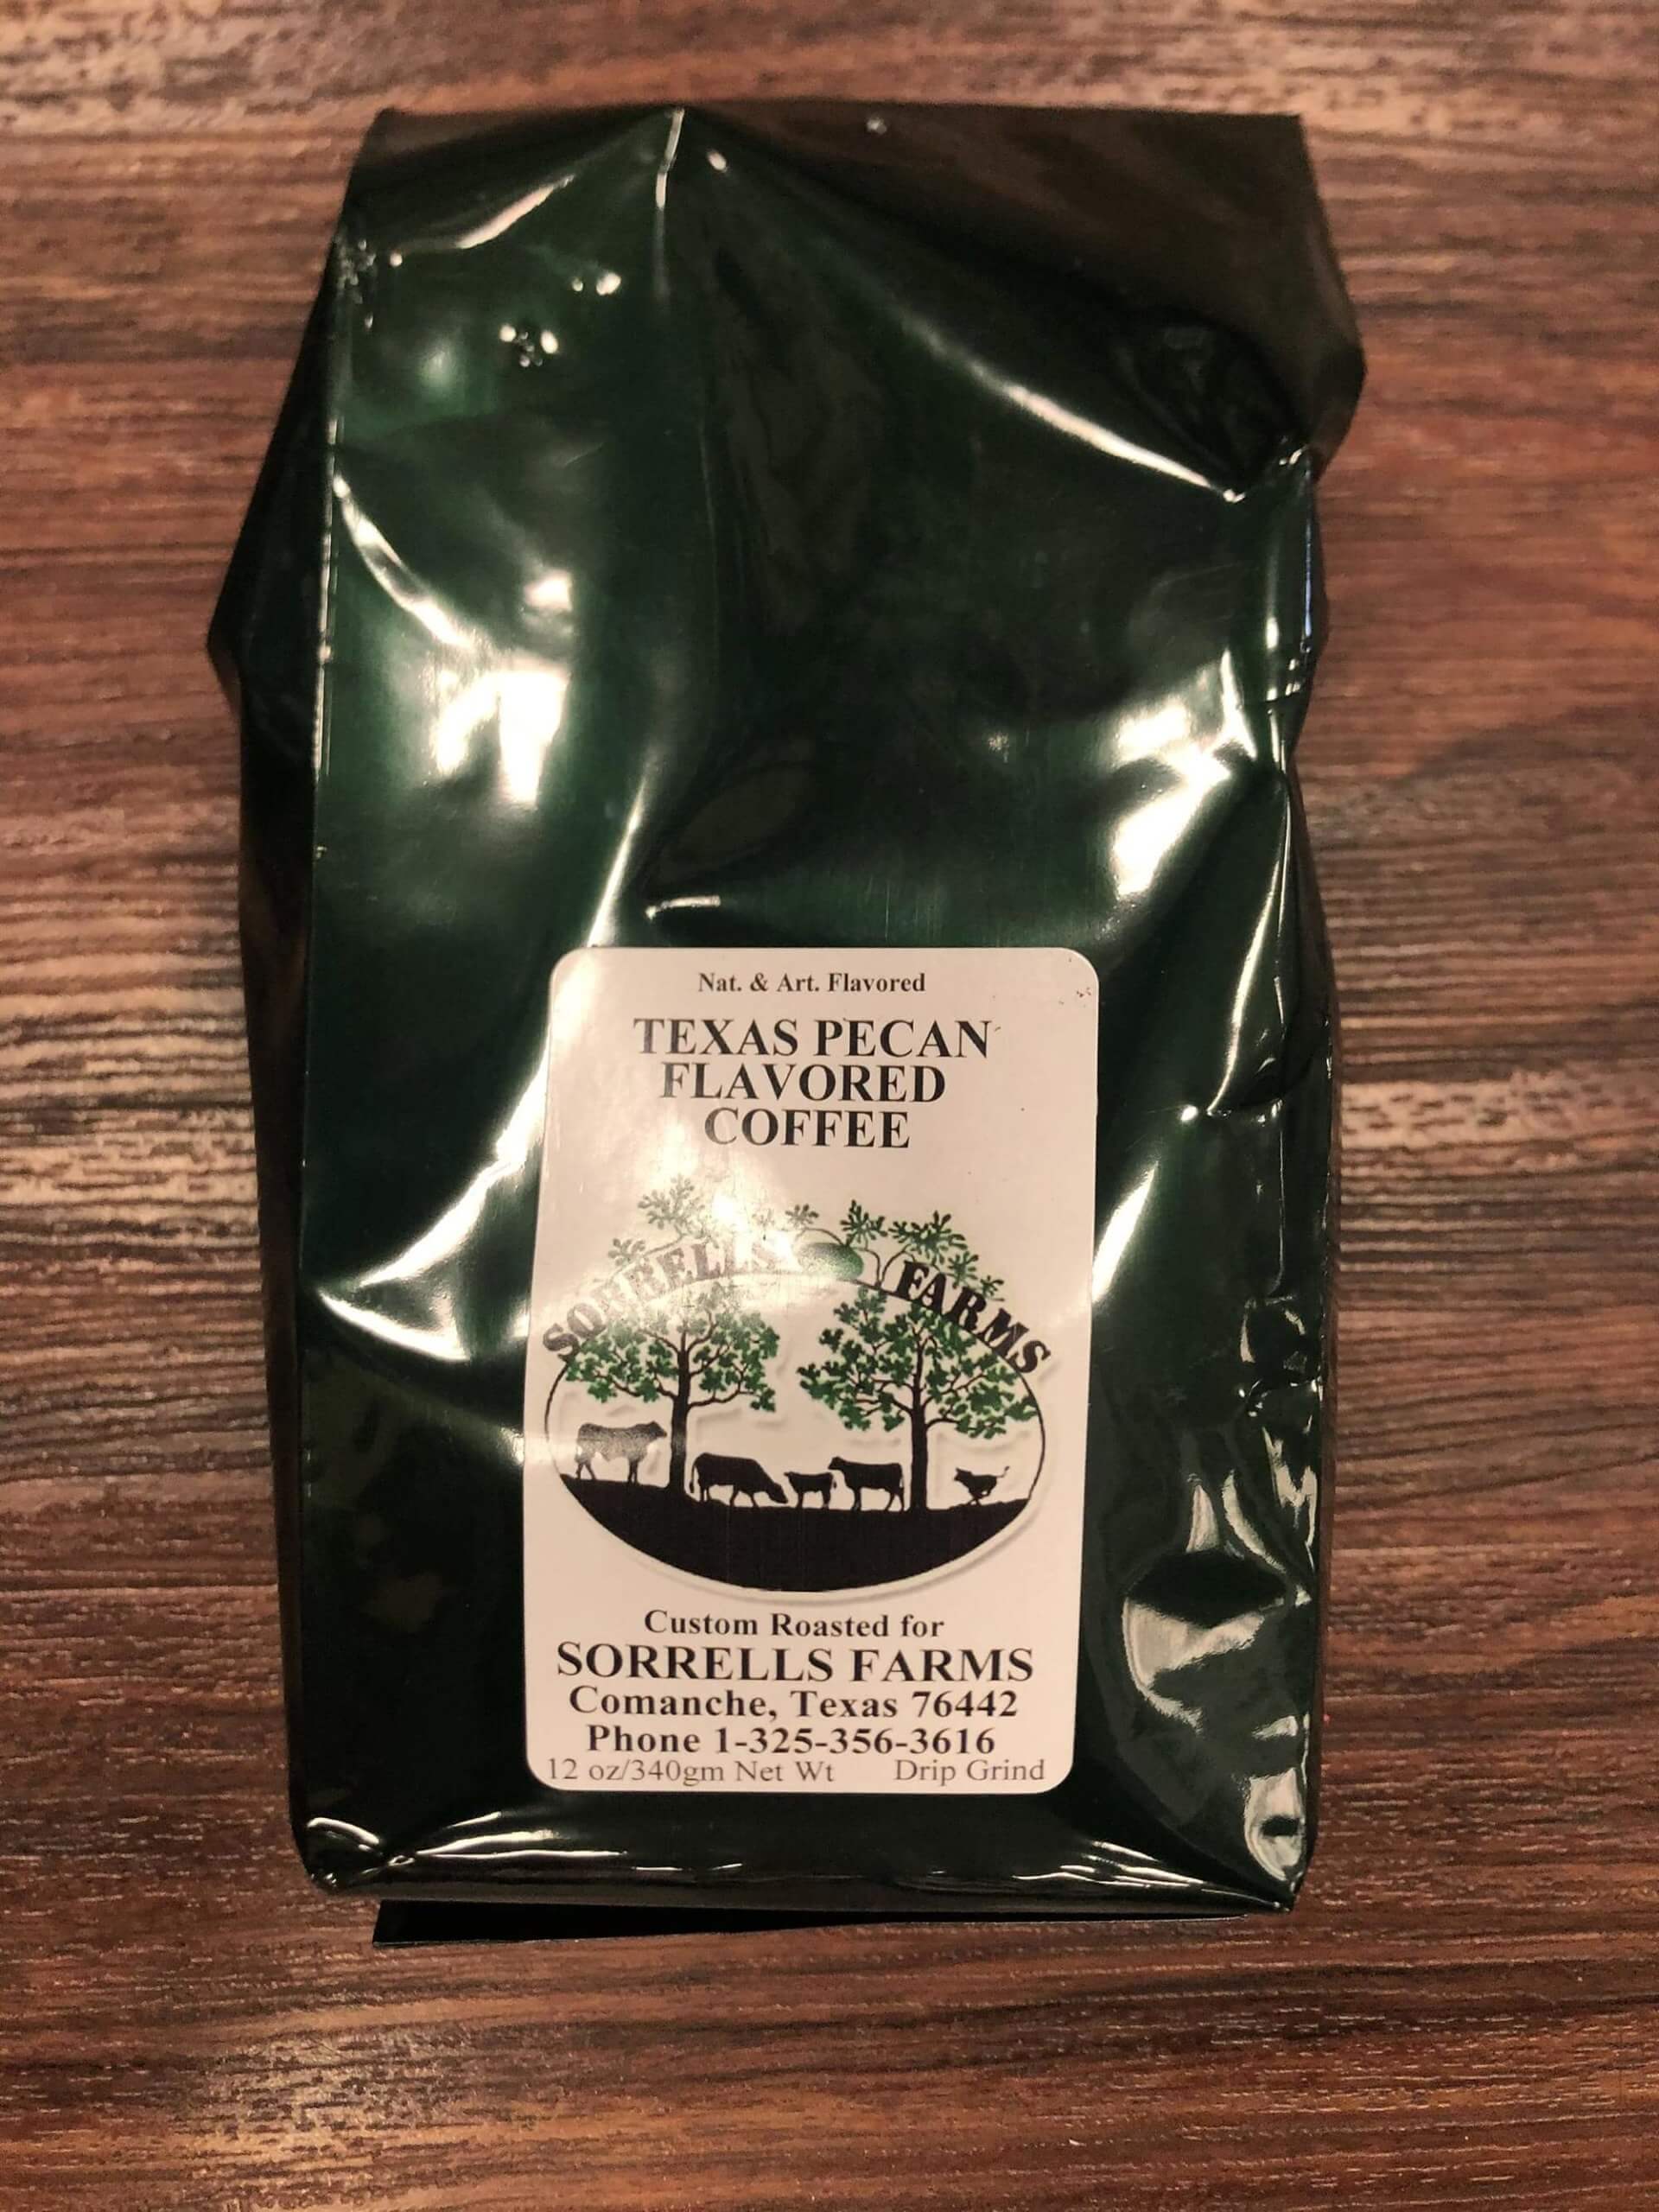 Nat. & Art. Flavored
TEXAS PECAN
FLAVORED
COFFEE
SORRELLS FARMS
Custom Roasted for
SORRELLS FARMS
Comanche, Texas 76442
Phone 1-325-356-3616
12 oz/340gm Net Wt Drip Grind